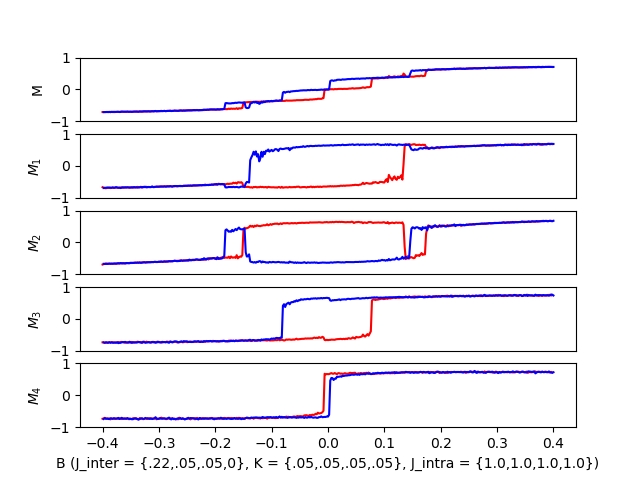 1
0
−1
M
1
0
−1
M₁
1
0
−1
M₂
1
0
−1
M₃
1
0
−1
M₄
−0.4 −0.3 −0.2 −0.1 0.0 0.1 0.2 0.3 0.4
B (J_inter = {.22,.05,.05,0}, K = {.05,.05,.05,.05}, J_intra = {1.0,1.0,1.0,1.0})